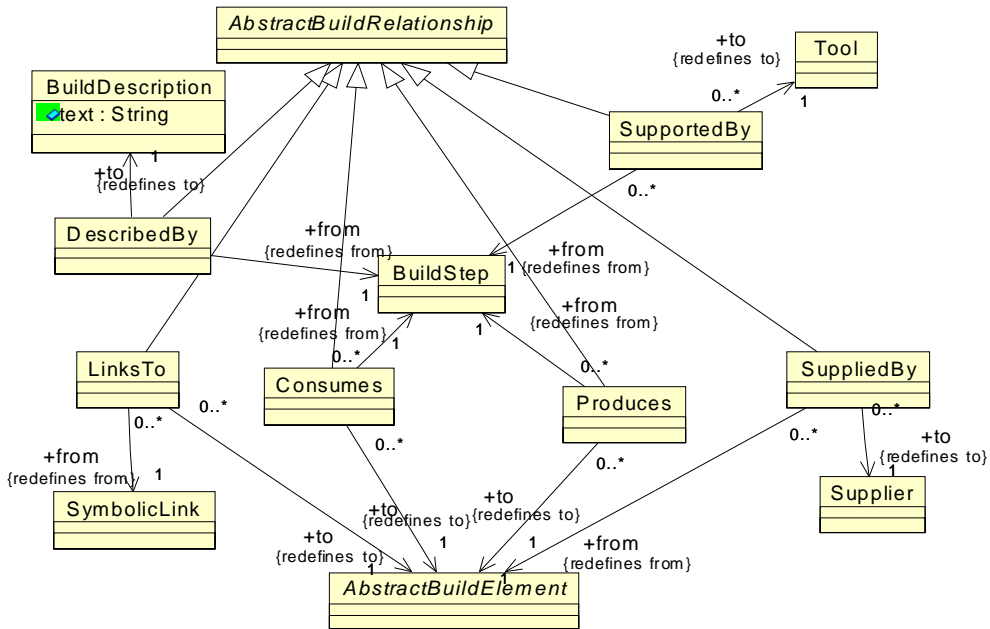 AbstractBuildRelationship
+to
{redefines to}
Tool
0..*
1
BuildDescription
text : String
SupportedBy
0..*
1
+to
{redefines to}
DescribedBy
+from
{redefines from}
1
BuildStep
1
+from
{redefines from}
+from
{redefines from}
1
0..*
+from
{redefines from}
1
0..*
LinksTo
Consumes
Produces
SuppliedBy
0..*
0..*
0..*
0..*
0..*
0..*
+from
{redefines from}
1
SymbolicLink
+to
{redefines to}
1
Supplier
+to
{redefines to}
1
+to
{redefines to}
1
+to
{redefines to}
1
+from
{redefines from}
1
AbstractBuildElement